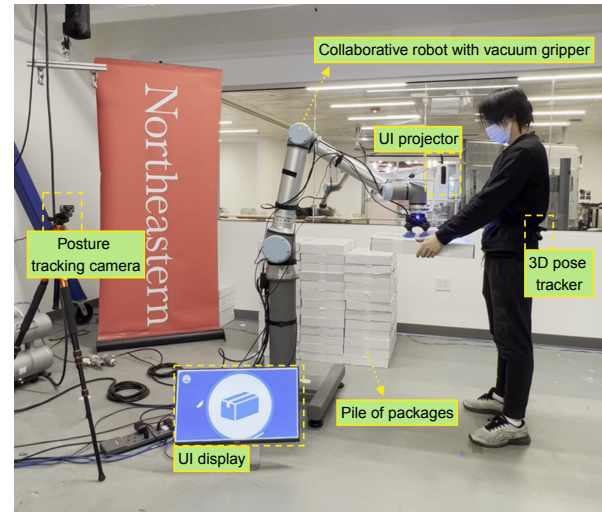 Collaborative robot with vacuum gripper
UI projector
Northeastern
Posture
tracking camera
3D pose
tracker
Pile of packages
UI display